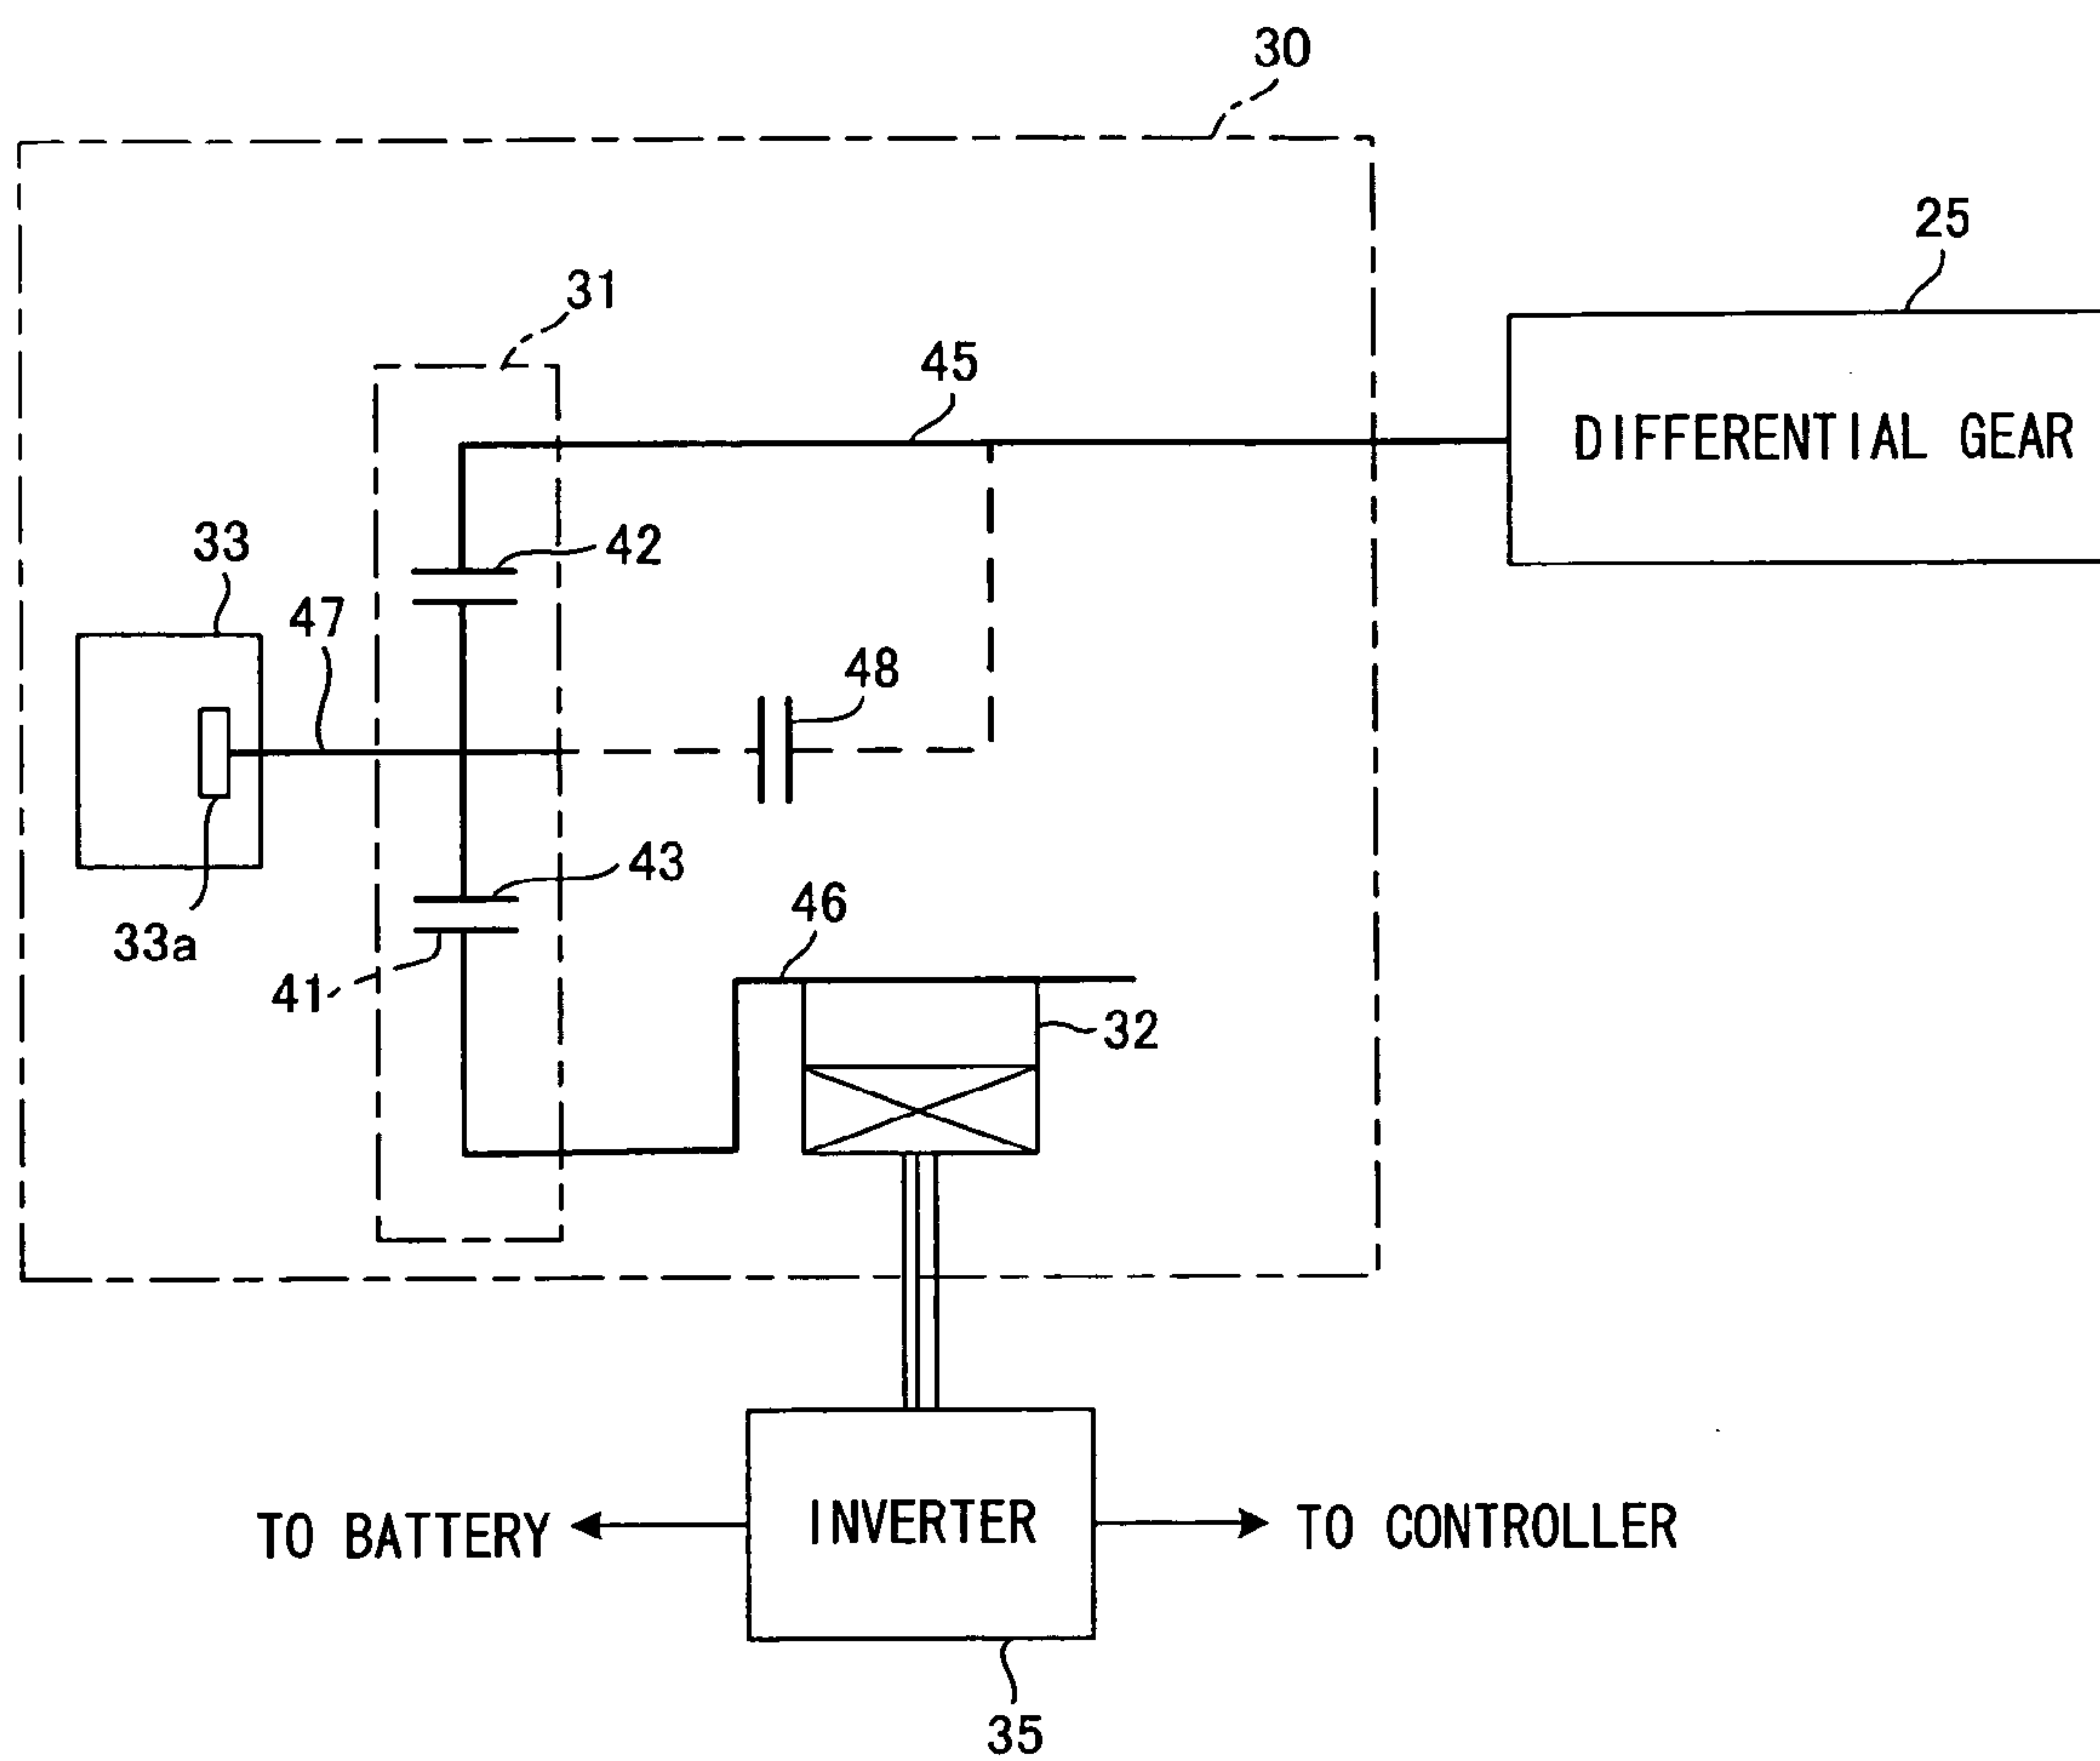 30
25
31
45
DIFFERENTIAL GEAR
33
42
47
48
43
46
33a
41
32
INVERTER
TO BATTERY
TO CONTROLLER
35